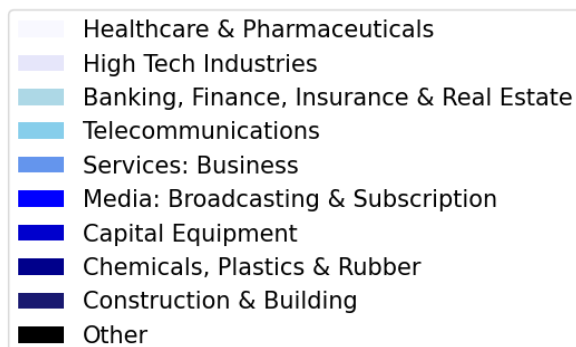 Healthcare & Pharmaceuticals
High Tech Industries
Banking, Finance, Insurance & Real Estate
Telecommunications
Services: Business
Media: Broadcasting & Subscription
Capital Equipment
Chemicals, Plastics & Rubber
Construction & Building
Other